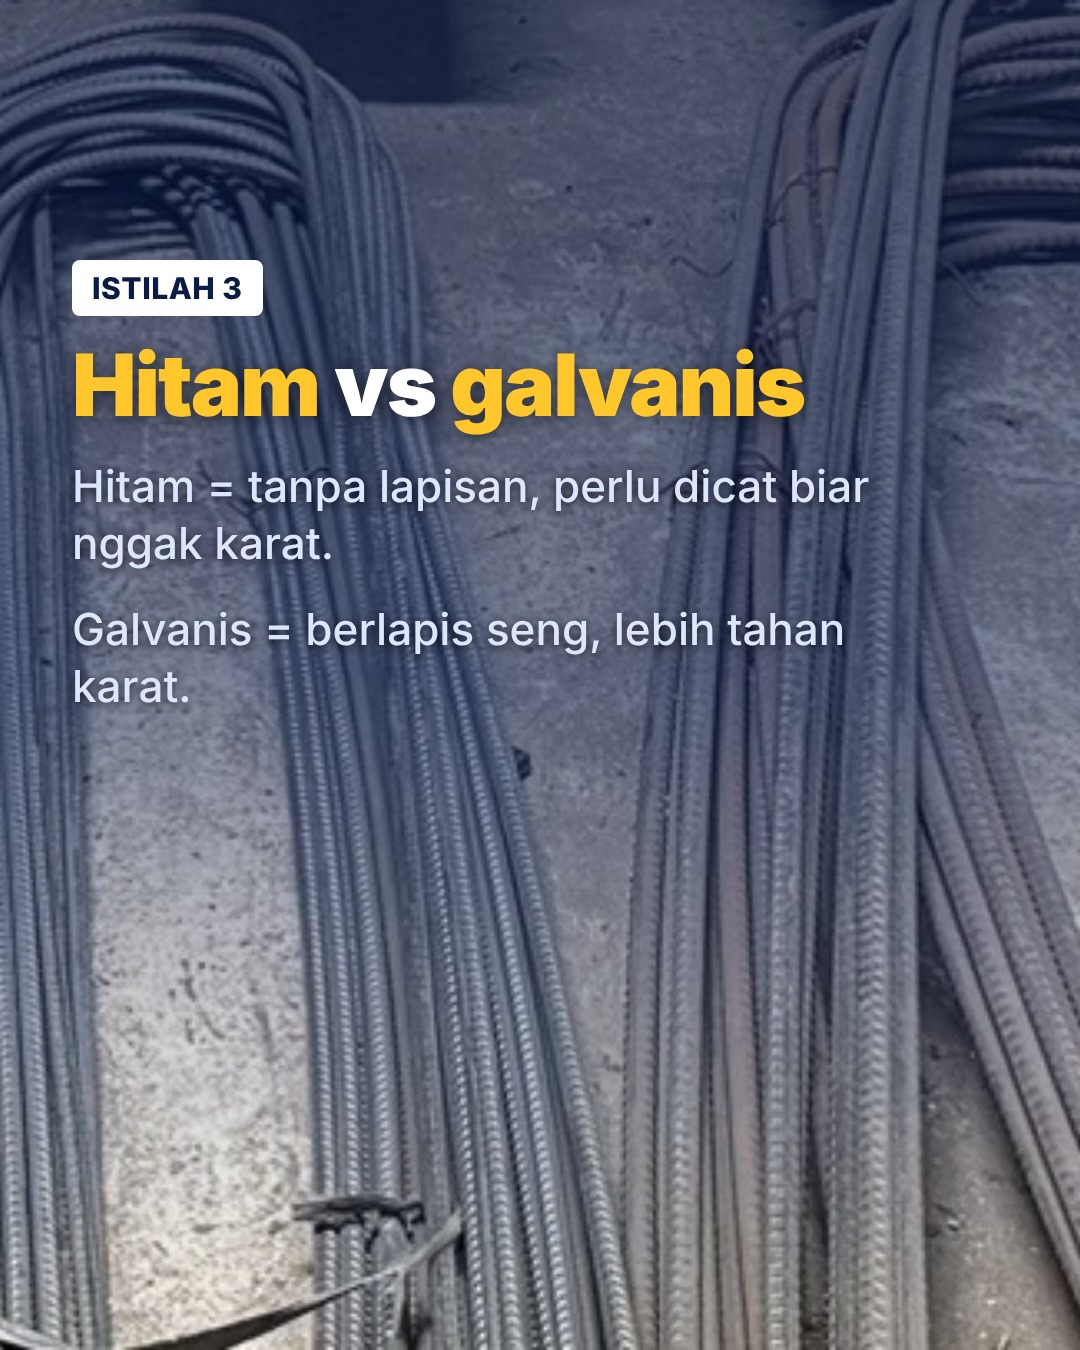 ISTILAH 3
Hitam vs galvanis
Hitam = tanpa lapisan, perlu dicat biar
nggak karat.
Galvanis = berlapis seng, lebih tahan
karat.